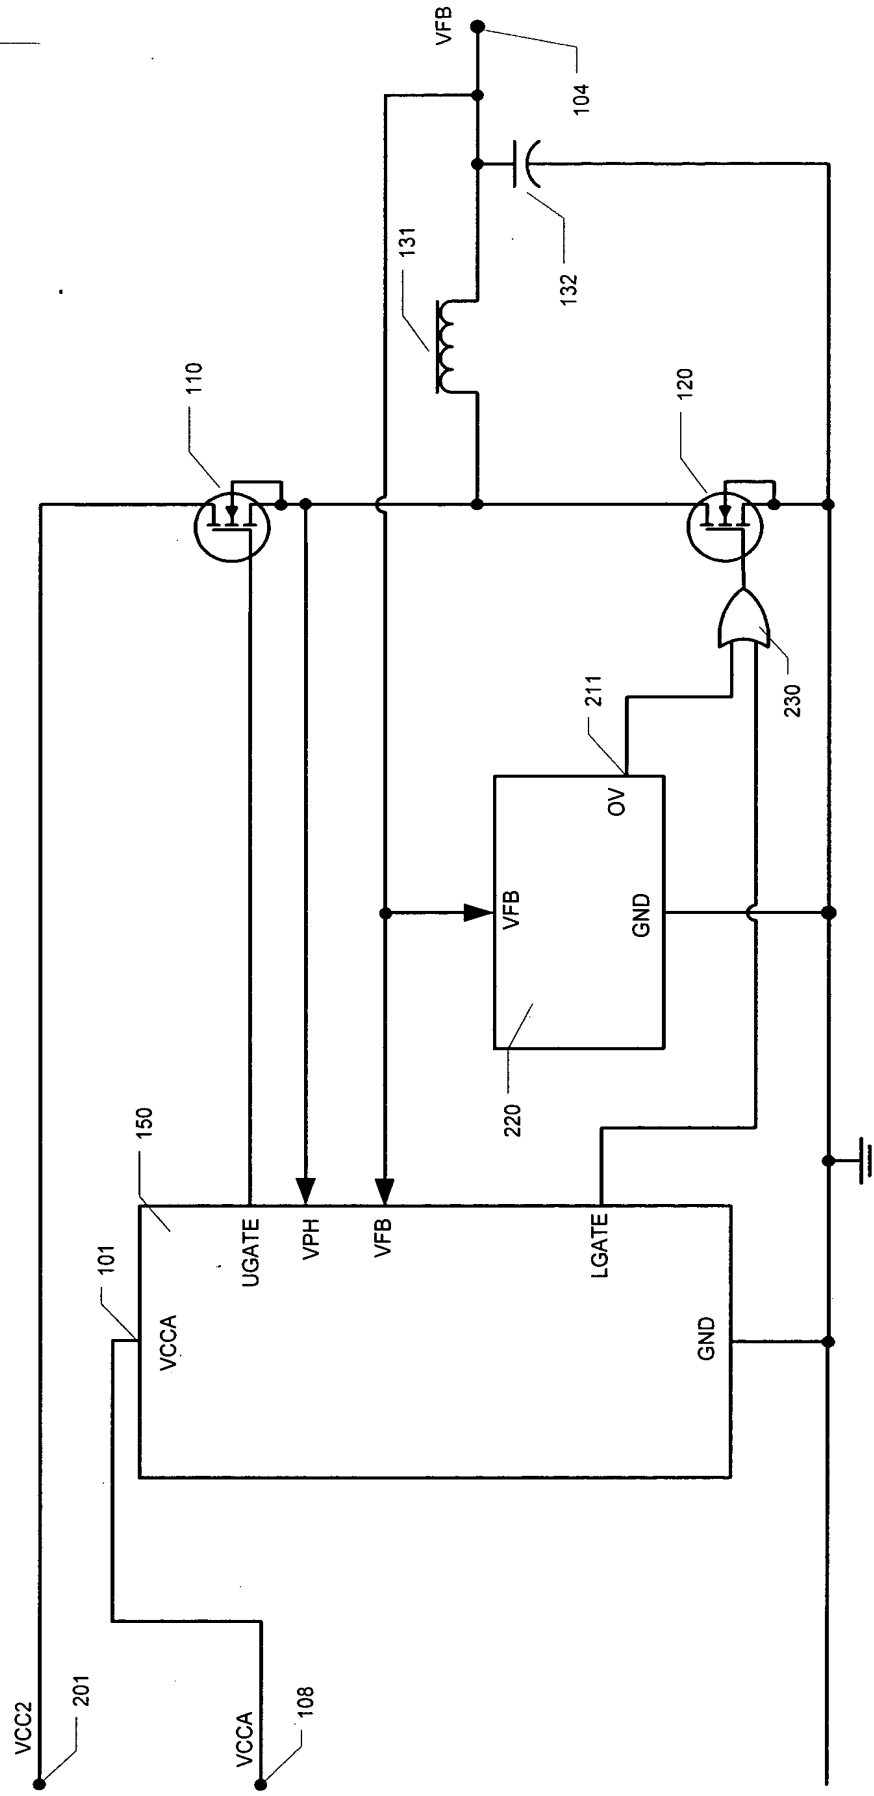 VCC2
201
VCCA
108
101
150
VCCA
UGATE
VPH
VFB
LGATE
GND
220
VFB
GND
OV
211
230
110
120
131
132
VFB
104